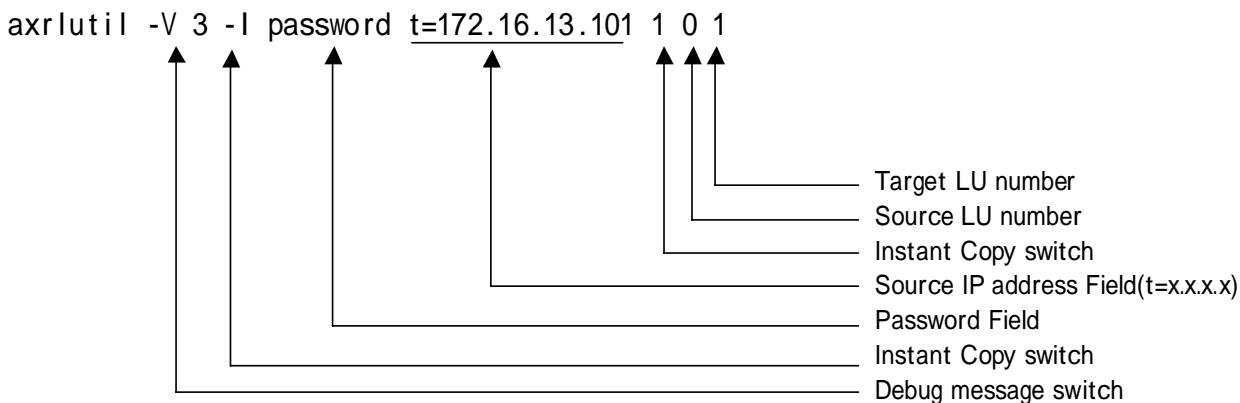 axrlutil -V 3 -I password t=172.16.13.101 1 0 1
Target LU number
Source LU number
Instant Copy switch
Source IP address Field(t=x.x.x.x)
Password Field
Instant Copy switch
Debug message switch